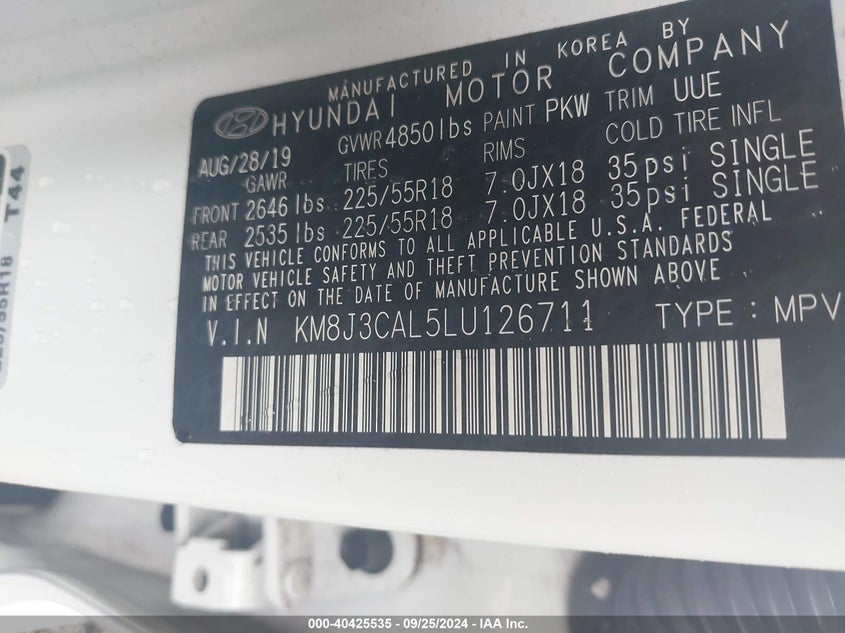 MANUFACTURED IN KOREA BY
HYUNDAI MOTOR COMPANY
AUG/28/19 GVWR 4850lbs PAINT PKW TRIM UUE
GAWR TIRES RIMS COLD TIRE INFL
FRONT 2646 lbs 225/55R18 7.0JX18 35psi SINGLE
REAR 2535 lbs 225/55R18 7.0JX18 35psi SINGLE
THIS VEHICLE CONFORMS TO ALL APPLICABLE U.S.A. FEDERAL
MOTOR VEHICLE SAFETY AND THEFT PREVENTION STANDARDS
IN EFFECT ON THE DATE OF MANUFACTURE SHOWN ABOVE
V.I.N KM8J3CAL5LU126711 TYPE : MPV
T44
225/55R18
000-40425535 - 09/25/2024 - IAA Inc.